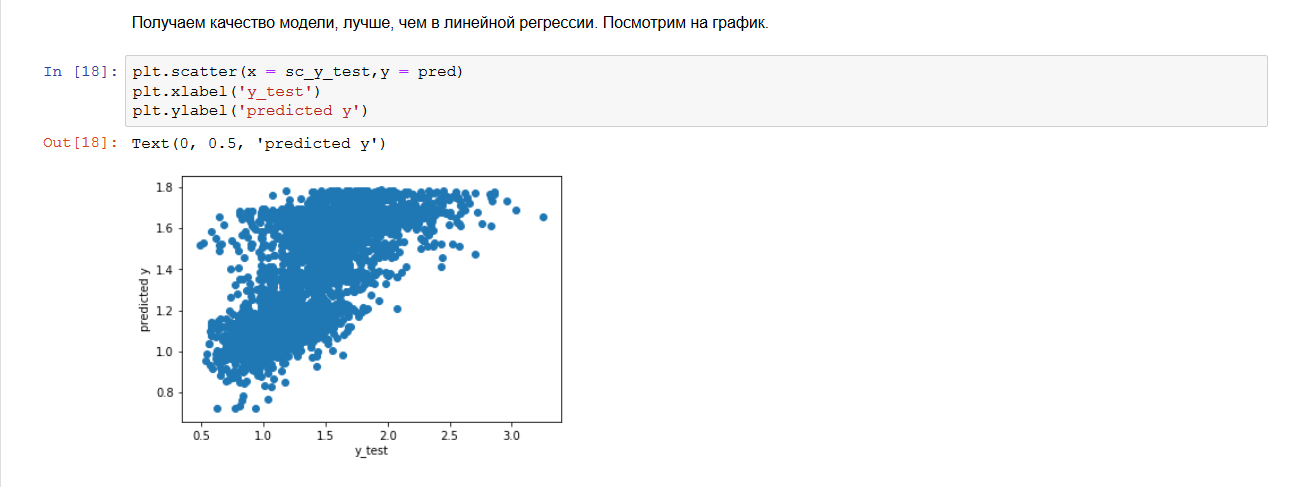 Получаем качество модели, лучше, чем в линейной регрессии. Посмотрим на график.
In [18]: plt.scatter(x = sc_y_test,y = pred)
plt.xlabel('y_test')
plt.ylabel('predicted y')
Out[18]: Text(0, 0.5, 'predicted y')
1.8
1.6
1.4
1.2
1.0
0.8
predicted y
0.5 1.0 1.5 2.0 2.5 3.0
y_test